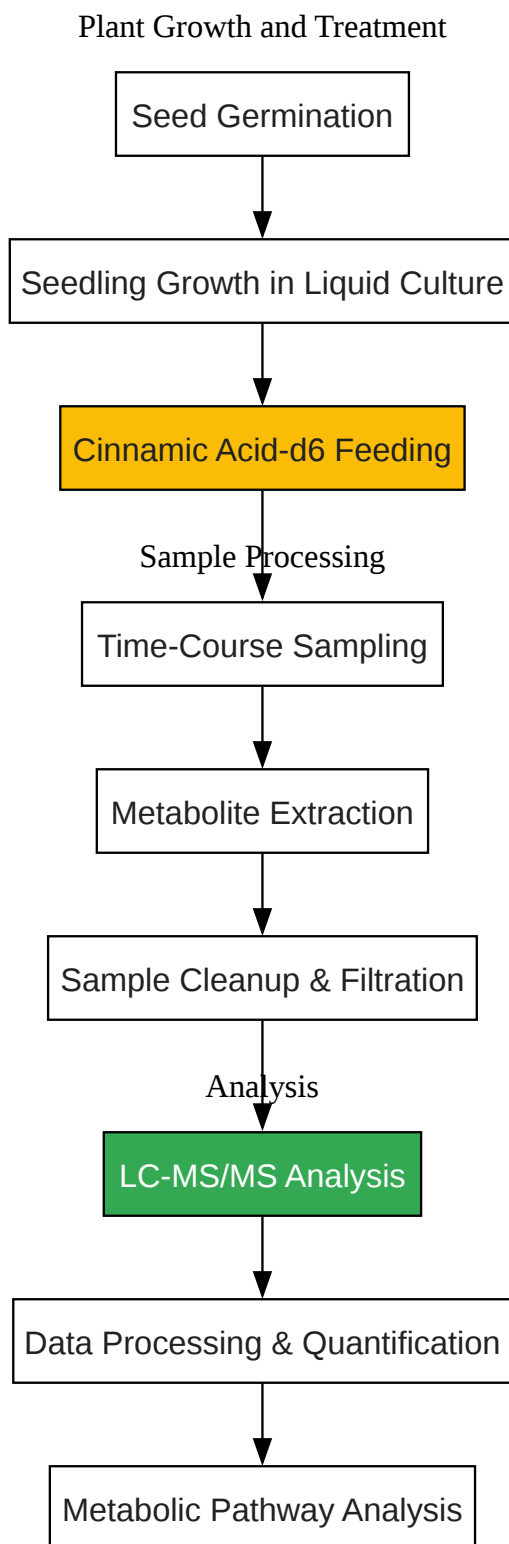 Plant Growth and Treatment
Seed Germination
Seedling Growth in Liquid Culture
Cinnamic Acid-d6 Feeding
Sample Processing
Time-Course Sampling
Metabolite Extraction
Sample Cleanup & Filtration
Analysis
LC-MS/MS Analysis
Data Processing & Quantification
Metabolic Pathway Analysis